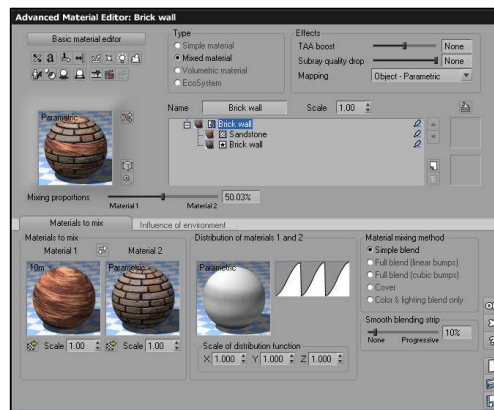 Advanced Material Editor: Brick wall
Basic material editor
Type
Simple material
Mixed material
Volumetric material
EcoSystem
Effects
TAA boost
None
Subray quality drop
None
Mapping
Object - Parametric
Name
Brick wall
Scale
1.00
Parametric
Brick wall
Sandstone
Brick wall
Mixing proportions
50.03%
Material 1
Material 2
Materials to mix
Influence of environment
Materials to mix
Material 1
Material 2
10m
Parametric
Scale 1.00
Scale 1.00
Distribution of materials 1 and 2
Parametric
Scale of distribution function
X 1.000 Y 1.000 Z 1.000
Material mixing method
Simple blend
Full blend (linear bumps)
Full blend (cubic bumps)
Cover
Color & lighting blend only
Smooth blending strip
10%
None
Progressive